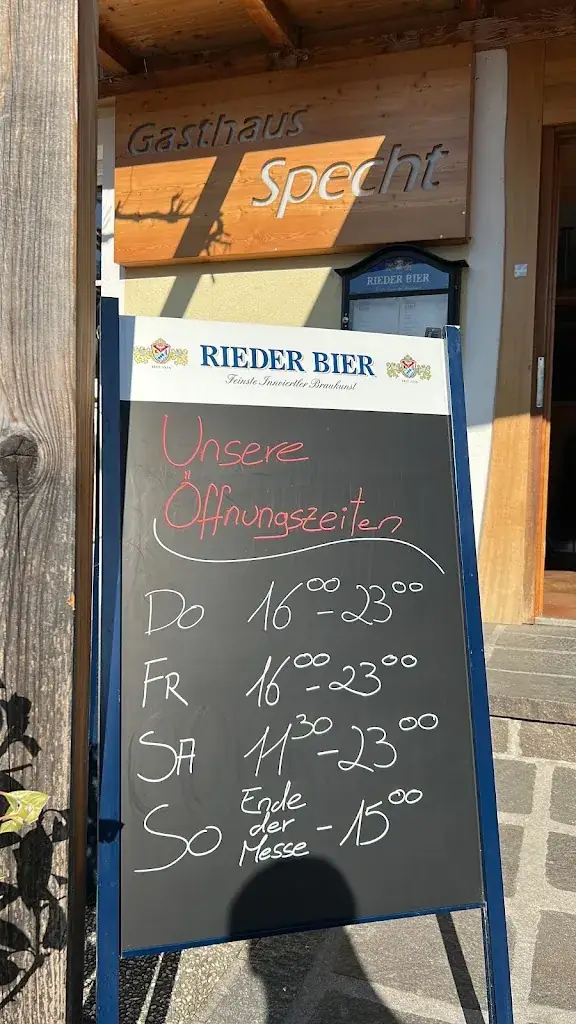 Gasthaus
Specht
RIEDER BIER
RIEDER BIER
Feinste Innviertler Braukunst
Unsere
Öffnungszeiten
Do 16⁰⁰ - 23⁰⁰
FR 16⁰⁰ - 23⁰⁰
SA 11³⁰ - 23⁰⁰
So Ende der Messe - 15⁰⁰